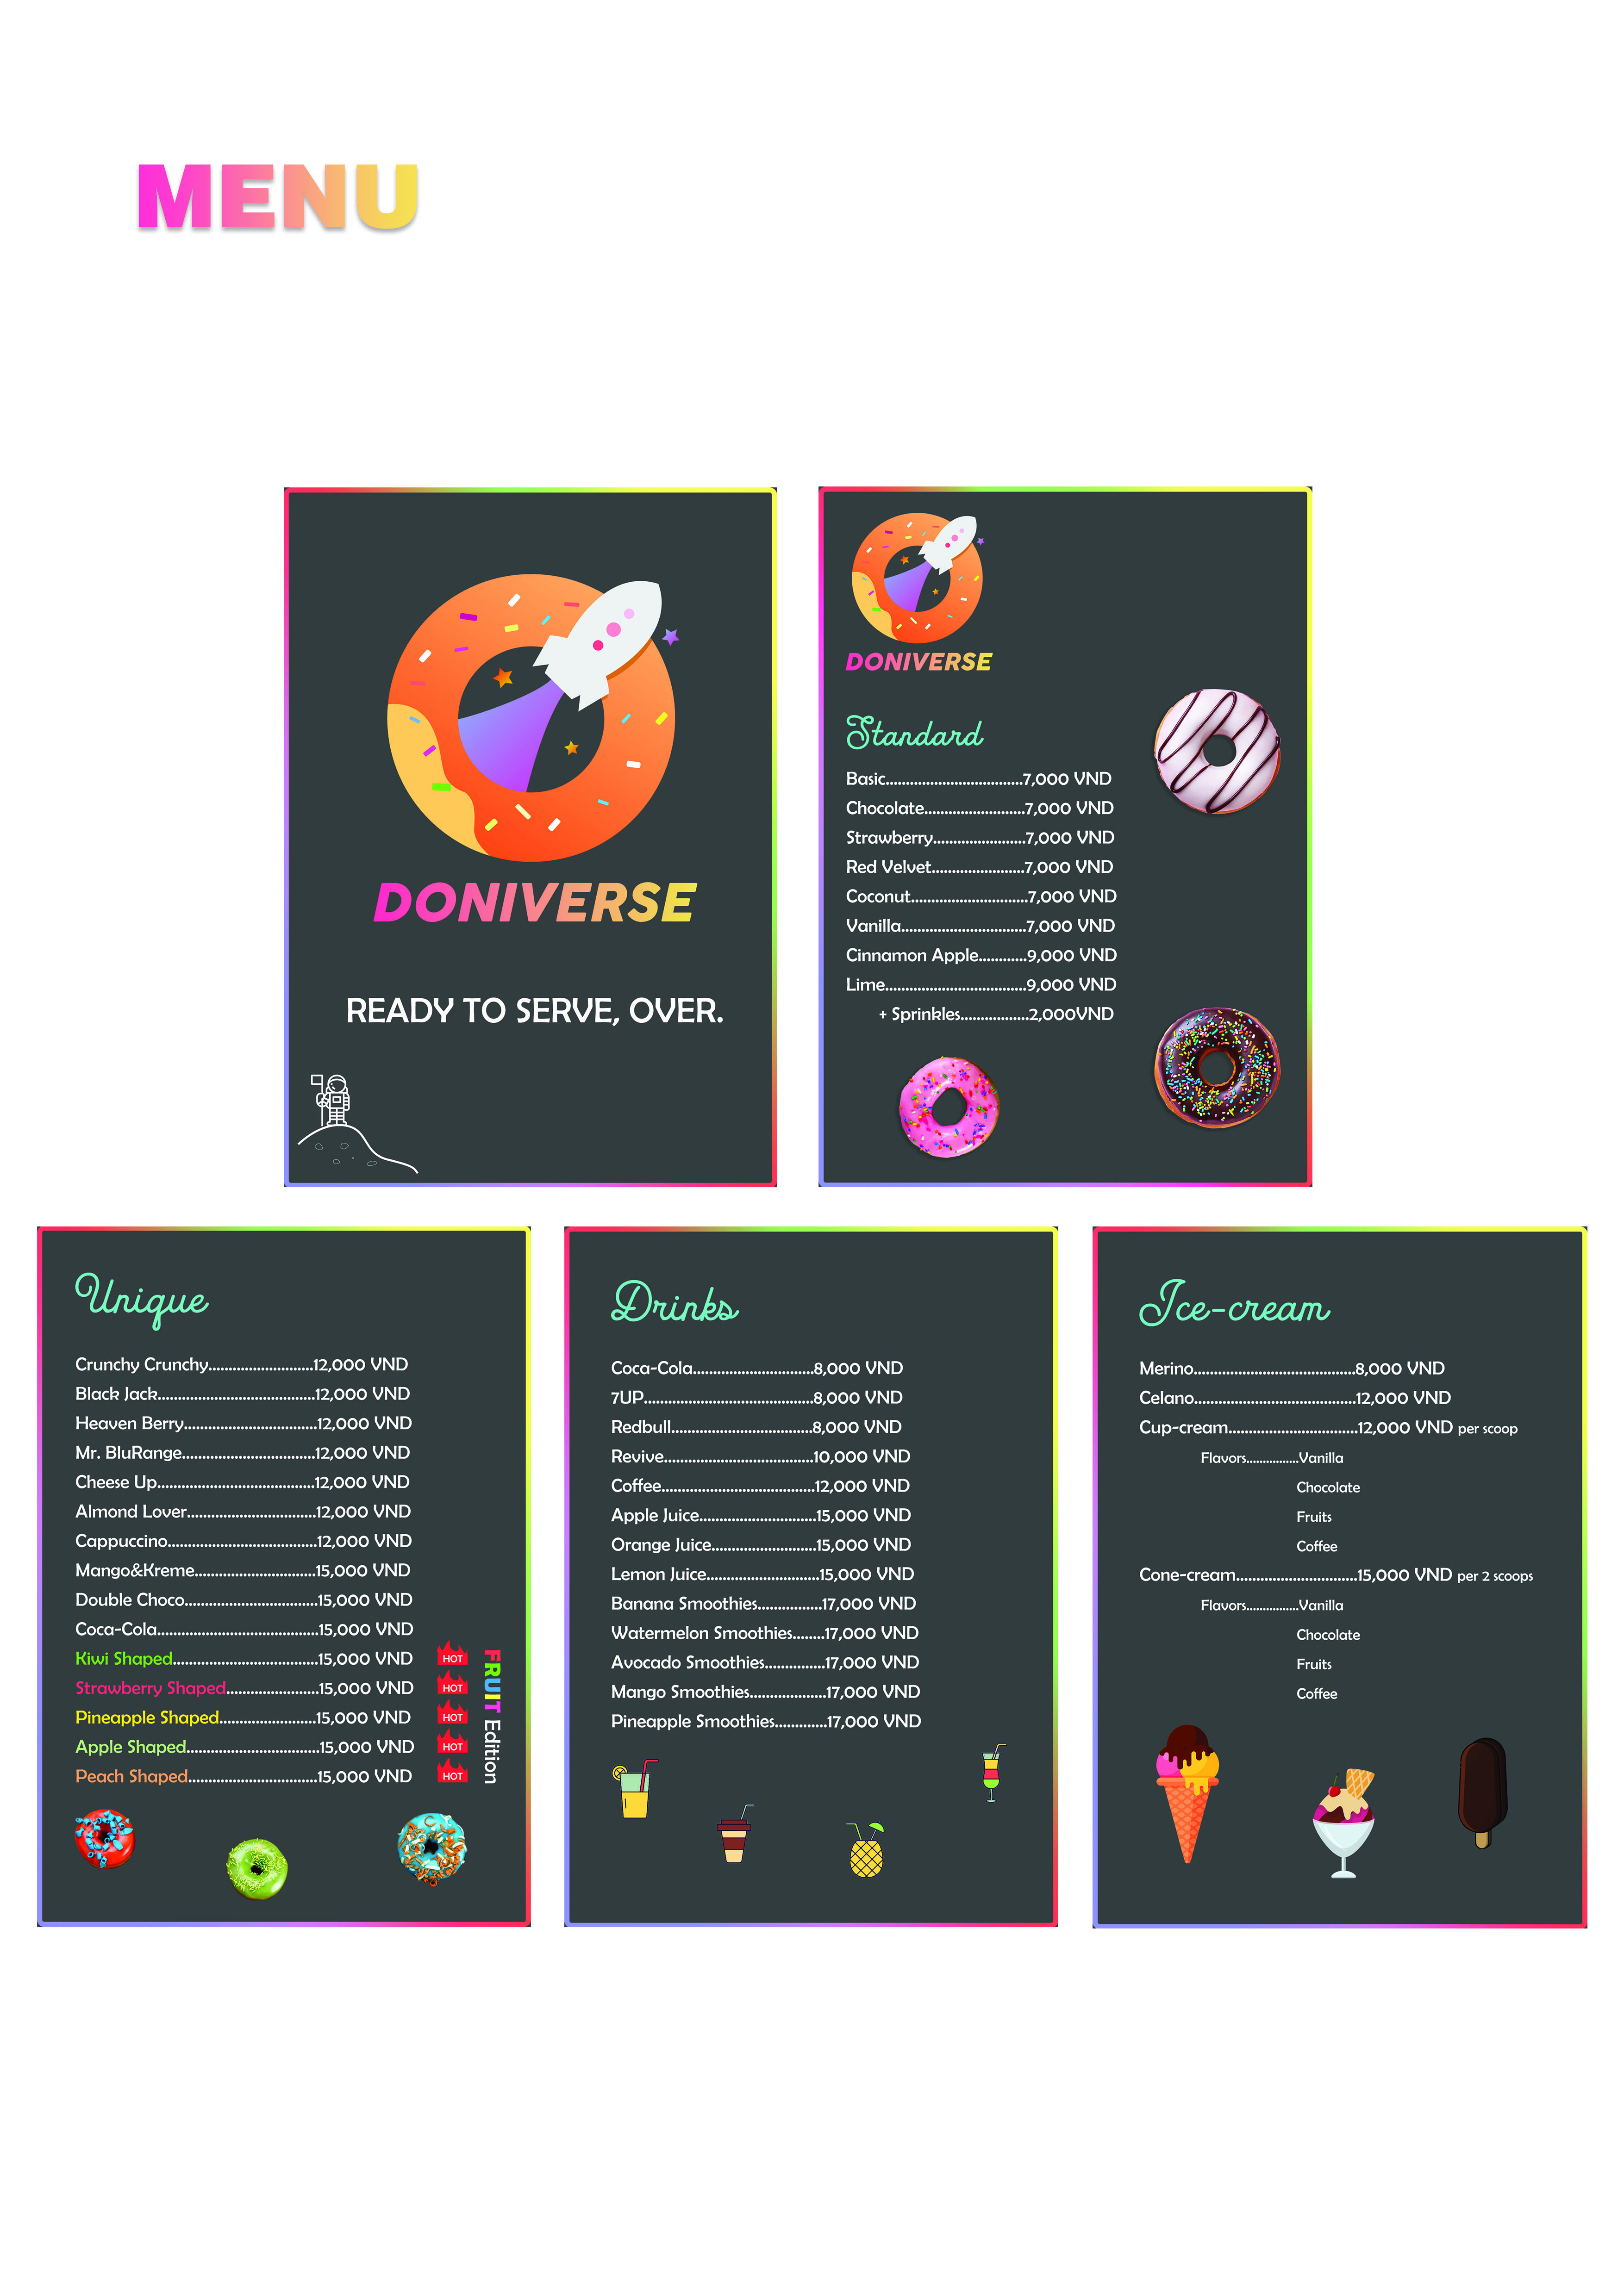 MENU
DONIVERSE
READY TO SERVE, OVER.
DONIVERSE
Standard
Basic..................................7,000 VND
Chocolate.........................7,000 VND
Strawberry.......................7,000 VND
Red Velvet.......................7,000 VND
Coconut.............................7,000 VND
Vanilla...............................7,000 VND
Cinnamon Apple............9,000 VND
Lime...................................9,000 VND
+ Sprinkles.................2,000VND
Unique
Crunchy Crunchy..........................12,000 VND
Black Jack.......................................12,000 VND
Heaven Berry.................................12,000 VND
Mr. BluRange.................................12,000 VND
Cheese Up.......................................12,000 VND
Almond Lover................................12,000 VND
Cappuccino.....................................12,000 VND
Mango&Kreme..............................15,000 VND
Double Choco.................................15,000 VND
Coca-Cola........................................15,000 VND
Kiwi Shaped....................................15,000 VND HOT
Strawberry Shaped.......................15,000 VND HOT
Pineapple Shaped........................15,000 VND HOT
Apple Shaped.................................15,000 VND HOT
Peach Shaped................................15,000 VND HOT
FRUIT Edition
Drinks
Coca-Cola..............................8,000 VND
7UP..........................................8,000 VND
Redbull...................................8,000 VND
Revive.....................................10,000 VND
Coffee......................................12,000 VND
Apple Juice.............................15,000 VND
Orange Juice..........................15,000 VND
Lemon Juice............................15,000 VND
Banana Smoothies................17,000 VND
Watermelon Smoothies........17,000 VND
Avocado Smoothies...............17,000 VND
Mango Smoothies...................17,000 VND
Pineapple Smoothies.............17,000 VND
Ice-cream
Merino........................................8,000 VND
Celano........................................12,000 VND
Cup-cream................................12,000 VND per scoop
Flavors...............Vanilla
Chocolate
Fruits
Coffee
Cone-cream..............................15,000 VND per 2 scoops
Flavors...............Vanilla
Chocolate
Fruits
Coffee